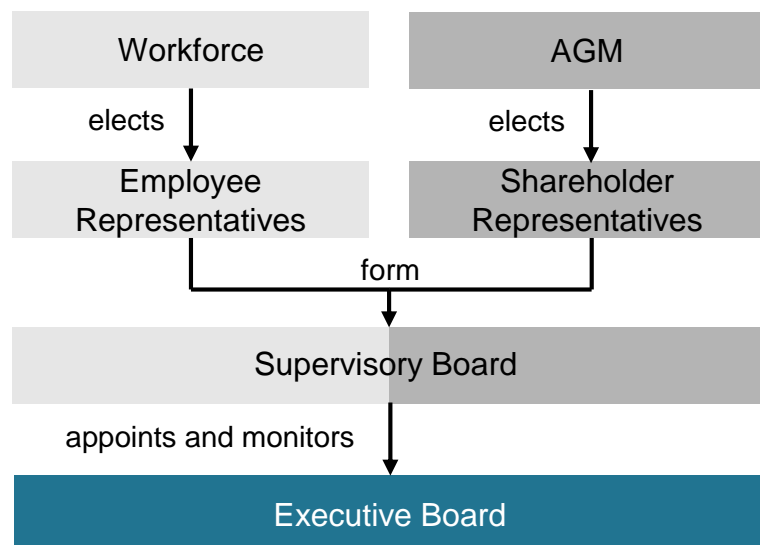 Workforce
AGM
elects
elects
Employee
Representatives
Shareholder
Representatives
form
Supervisory Board
appoints and monitors
Executive Board